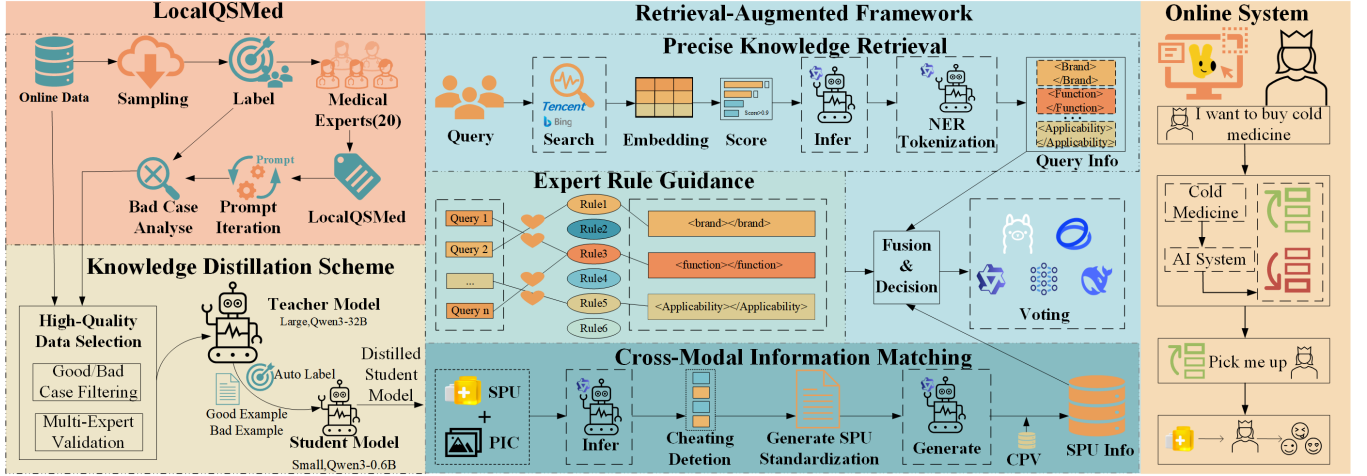 LocalQSMed
Online Data
Sampling
Label
Medical
Experts(20)
Bad Case
Analyse
Prompt
Prompt
Iteration
LocalQSMed
Knowledge Distillation Scheme
High-Quality
Data Selection
Good/Bad
Case Filtering
Multi-Expert
Validation
Teacher Model
Large,Qwen3-32B
Auto Label
Good Example
Bad Example
Student Model
Small,Qwen3-0.6B
Distilled
Student
Model
Retrieval-Augmented Framework
Precise Knowledge Retrieval
Query
Tencent
Bing
Search
Embedding
Score>0.9
Score
Infer
NER
Tokenization
<Brand>
</Brand>
<Function>
</Function>
...
<Applicability>
</Applicability>
Query Info
Expert Rule Guidance
Query 1
Query 2
...
Query n
Rule1
Rule2
Rule3
Rule4
Rule5
Rule6
<brand></brand>
<function></function>
<Applicability></Applicability>
Fusion
&
Decision
Voting
Cross-Modal Information Matching
SPU
+
PIC
Infer
Cheating
Detetion
Generate SPU
Standardization
Generate
CPV
SPU Info
Online System
I want to buy cold
medicine
Cold
Medicine
AI System
Pick me up